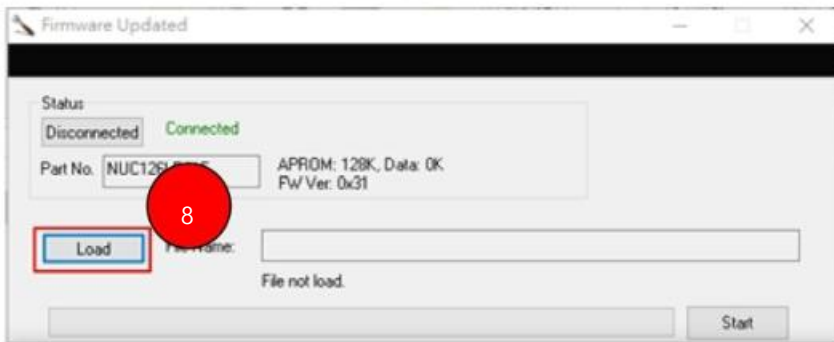 Firmware Updated
Status
Disconnected Connected
Part No. APROM: 128K, Data: 0K
FW Ver: 0x31
8
Load Name:
File not load.
Start